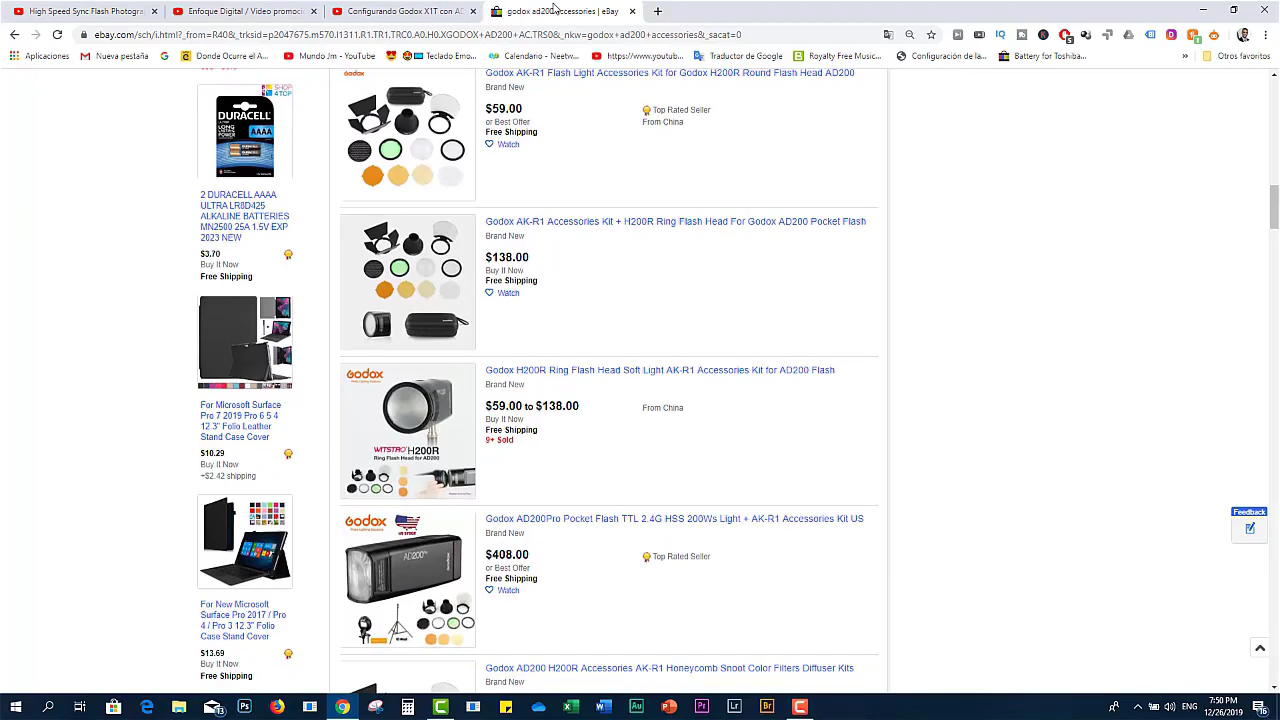 High Speed Sync Flash Photograp
Enfoque Digital / Video promoci
Configurando Godox X1T con AD
godox ad200 accessories | eBay
ebay.com/sch/i.html?_from=R40&_trksid=p2047675.m570.l1311.R1.TR1.TRC0.A0.H0.XGODOX+AD200+AC.TRS0&_nkw=godox+ad200+accessories&_sacat=0
Aplicaciones
Nueva pestaña
Donde Ocurre el a...
Mundo Jm - YouTube
Teclado Emo...
Calendario – Neventu...
https://www.youtub...
Traductor de Google
Royalty Free Music...
Configuración de la...
Battery for Toshiba...
»
Otros favoritos
SHOP
4TOP
DURACELL
ULTRA
AAAA
2 DURACELL AAAA
ULTRA LR8D425
ALKALINE BATTERIES
MN2500 25A 1.5V EXP
2023 NEW
$3.70
Buy It Now
Free Shipping
For Microsoft Surface
Pro 7 2019 Pro 6 5 4
12.3" Folio Leather
Stand Case Cover
$10.29
Buy It Now
+$2.42 shipping
For New Microsoft
Surface Pro 2017 / Pro
4 / Pro 3 12.3" Folio
Case Stand Cover
$13.69
Buy It Now
Free Shipping
Godox
Godox AK-R1 Flash Light Accessories Kit for Godox H200R Round Flash Head AD200
Brand New
$59.00
Top Rated Seller
or Best Offer
From China
Free Shipping
Watch
Godox AK-R1 Accessories Kit + H200R Ring Flash Head For Godox AD200 Pocket Flash
Brand New
$138.00
Buy It Now
Free Shipping
Watch
Godox
WITSTRO H200R
Ring Flash Head for AD200
Godox H200R Ring Flash Head Soft Light AK-R1 Accessories Kit for AD200 Flash
Brand New
$59.00 to $138.00
From China
Buy It Now
Free Shipping
9+ Sold
Godox
US STOCK
AD200Pro
Godox AD200Pro Pocket Flash TTL 2.4G HSS 200Ws Light + AK-R1 Accessories Kit US
Brand New
$408.00
Top Rated Seller
or Best Offer
Free Shipping
Watch
Godox AD200 H200R Accessories AK-R1 Honeycomb Snoot Color Filters Diffuser Kits
Feedback
7:50 PM
12/26/2019